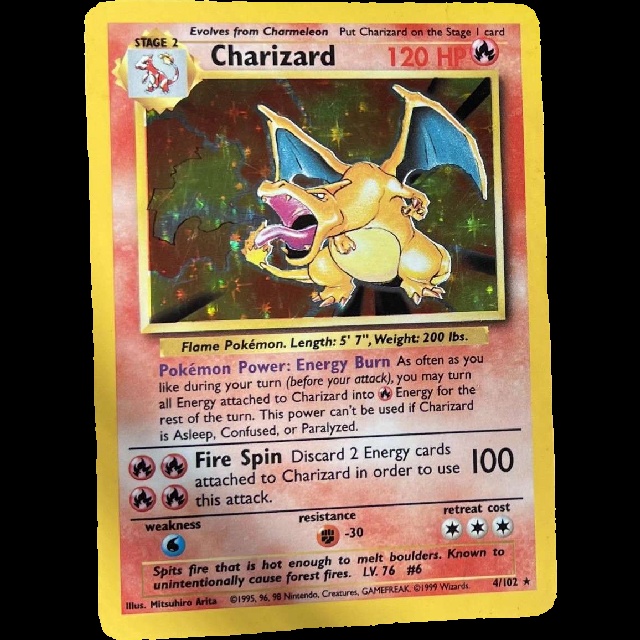 Evolves from Charmeleon Put Charizard on the Stage 1 card
STAGE 2
Charizard 120 HP
Flame Pokémon. Length: 5' 7", Weight: 200 lbs.
Pokémon Power: Energy Burn As often as you
like during your turn (before your attack), you may turn
all Energy attached to Charizard into Energy for the
rest of the turn. This power can't be used if Charizard
is Asleep, Confused, or Paralyzed.
Fire Spin Discard 2 Energy cards
attached to Charizard in order to use 100
this attack.
weakness resistance retreat cost
-30
Spits fire that is hot enough to melt boulders. Known to
unintentionally cause forest fires. LV. 76 #6
Illus. Mitsuhiro Arita ©1995, 96, 98 Nintendo, Creatures, GAMEFREAK. ©1999 Wizards. 4/102 ★